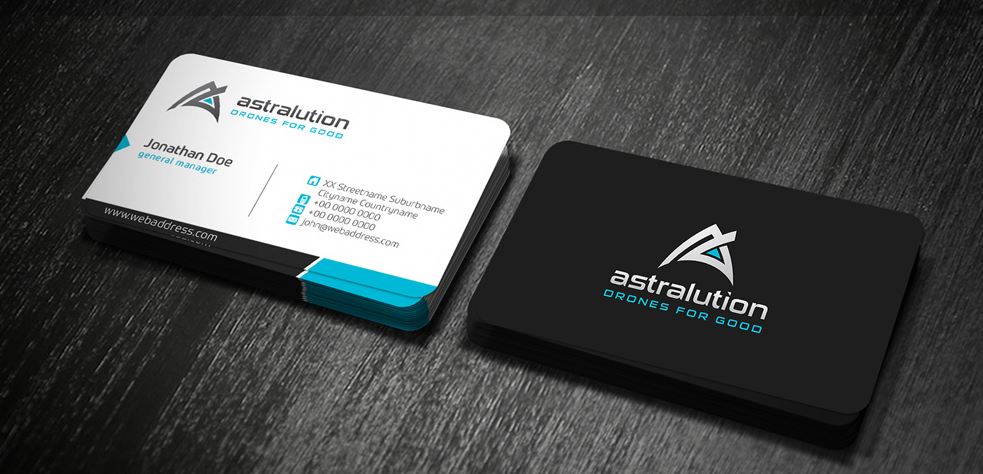 astralution
DRONES FOR GOOD
Jonathan Doe
general manager
XX Streetname Suburbname
Cityname Countryname
+00 0000 0000
+00 0000 0000
john@webaddress.com
www.webaddress.com
astralution
DRONES FOR GOOD